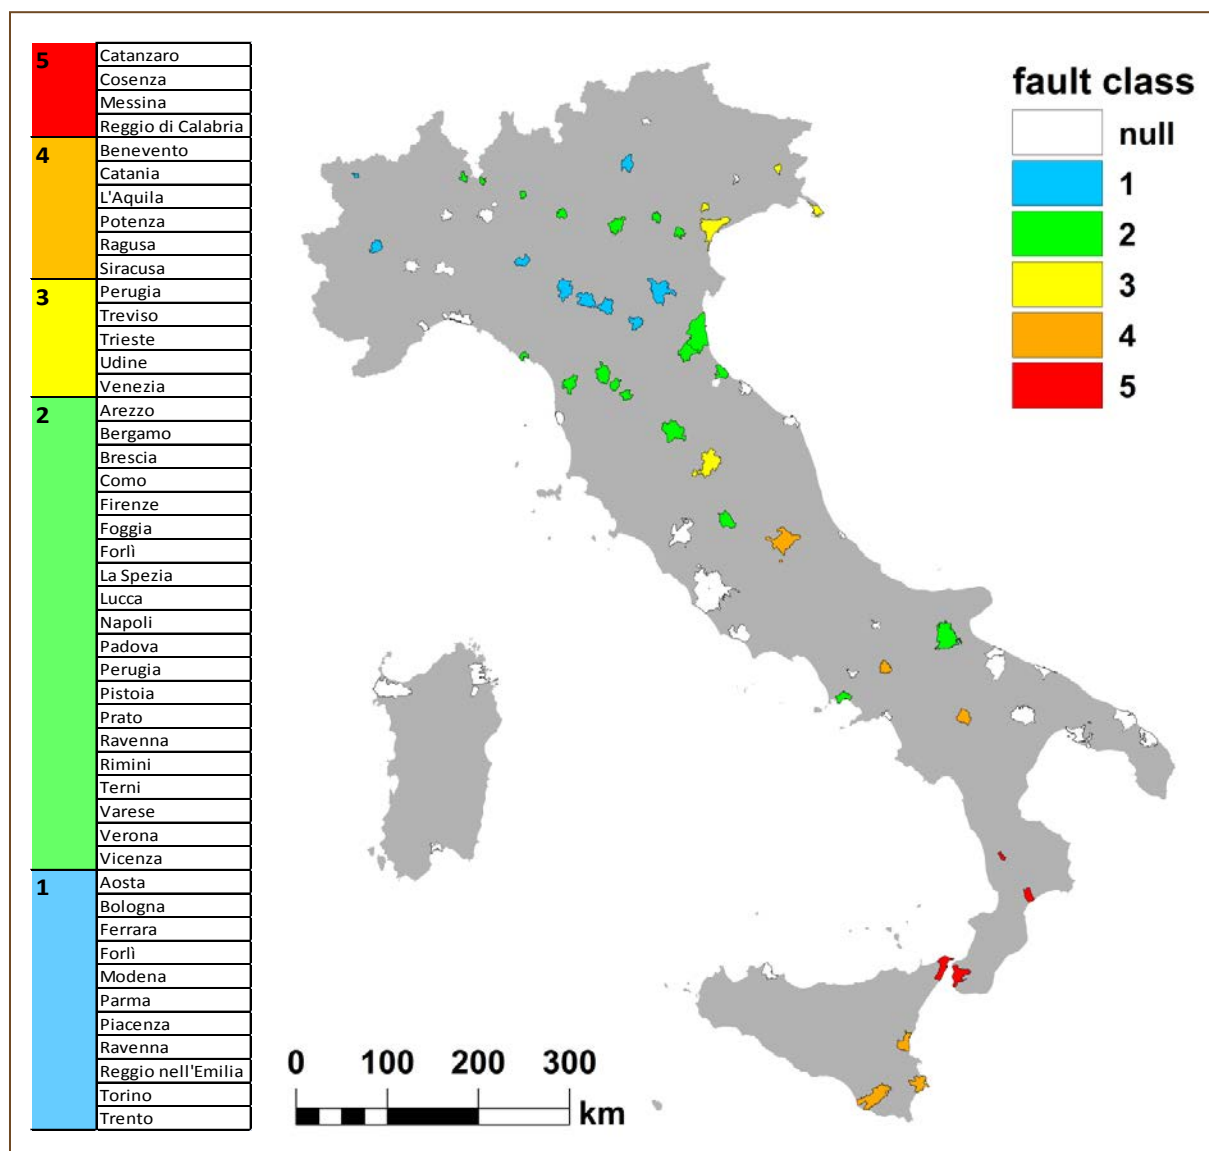 5
Catanzaro
Cosenza
Messina
Reggio di Calabria
4
Benevento
Catania
L'Aquila
Potenza
Ragusa
Siracusa
3
Perugia
Treviso
Trieste
Udine
Venezia
2
Arezzo
Bergamo
Brescia
Como
Firenze
Foggia
Forlì
La Spezia
Lucca
Napoli
Padova
Perugia
Pistoia
Prato
Ravenna
Rimini
Terni
Varese
Verona
Vicenza
1
Aosta
Bologna
Ferrara
Forlì
Modena
Parma
Piacenza
Ravenna
Reggio nell'Emilia
Torino
Trento
fault class
null
1
2
3
4
5
0 100 200 300
km